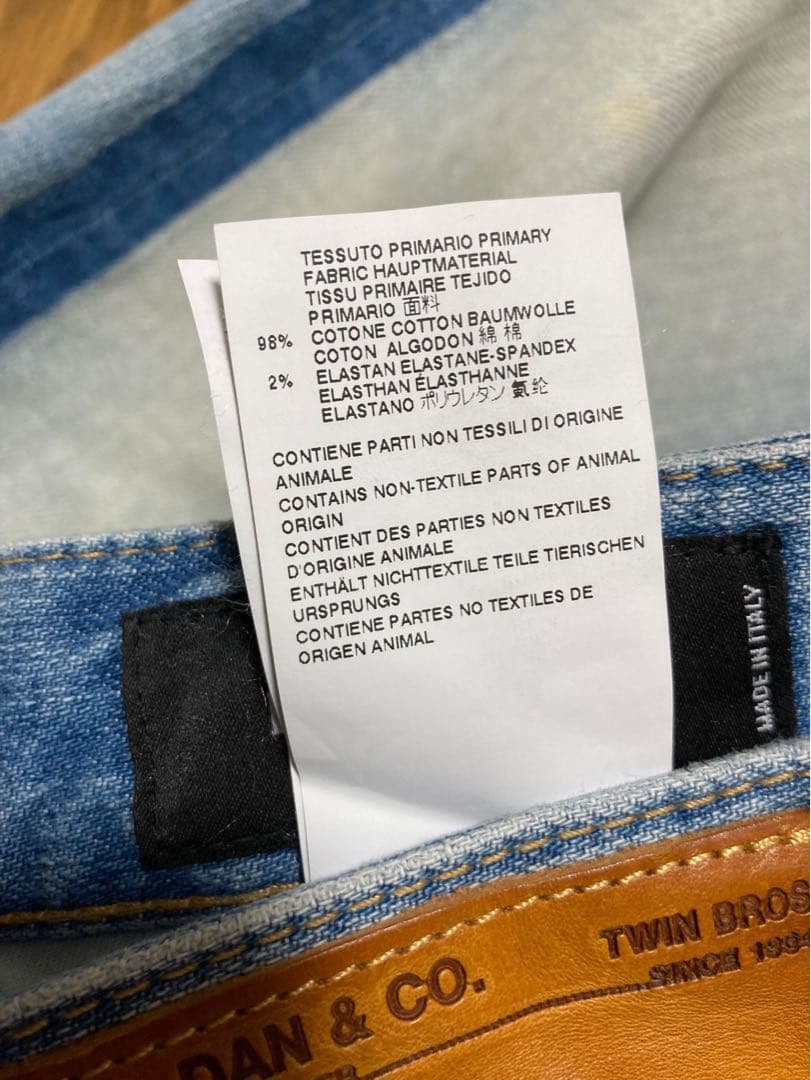 TESSUTO PRIMARIO PRIMARY
FABRIC HAUPTMATERIAL
TISSU PRIMAIRE TEJIDO
PRIMARIO 面料
98% COTONE COTTON BAUMWOLLE
COTON ALGODON 綿 棉
2% ELASTAN ELASTANE-SPANDEX
ELASTHAN ÉLASTHANNE
ELASTANO ポリウレタン 氨纶
CONTIENE PARTI NON TESSILI DI ORIGINE
ANIMALE
CONTAINS NON-TEXTILE PARTS OF ANIMAL
ORIGIN
CONTIENT DES PARTIES NON TEXTILES
D'ORIGINE ANIMALE
ENTHÄLT NICHTTEXTILE TEILE TIERISCHEN
URSPRUNGS
CONTIENE PARTES NO TEXTILES DE
ORIGEN ANIMAL
MADE IN ITALY
DAN & CO.
TWIN BROS
SINCE 1994